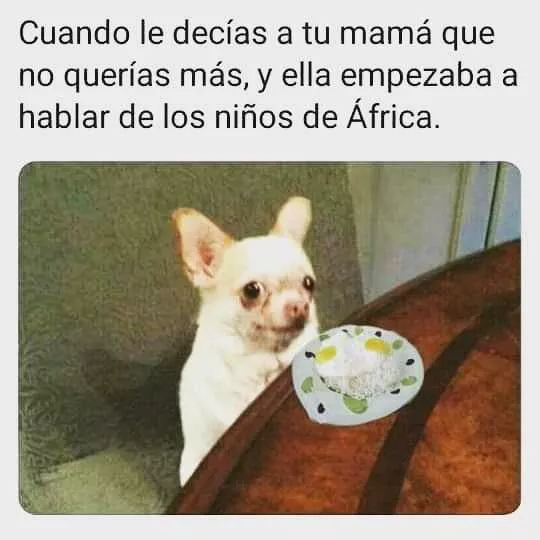 Cuando le decías a tu mamá que
no querías más, y ella empezaba a
hablar de los niños de África.